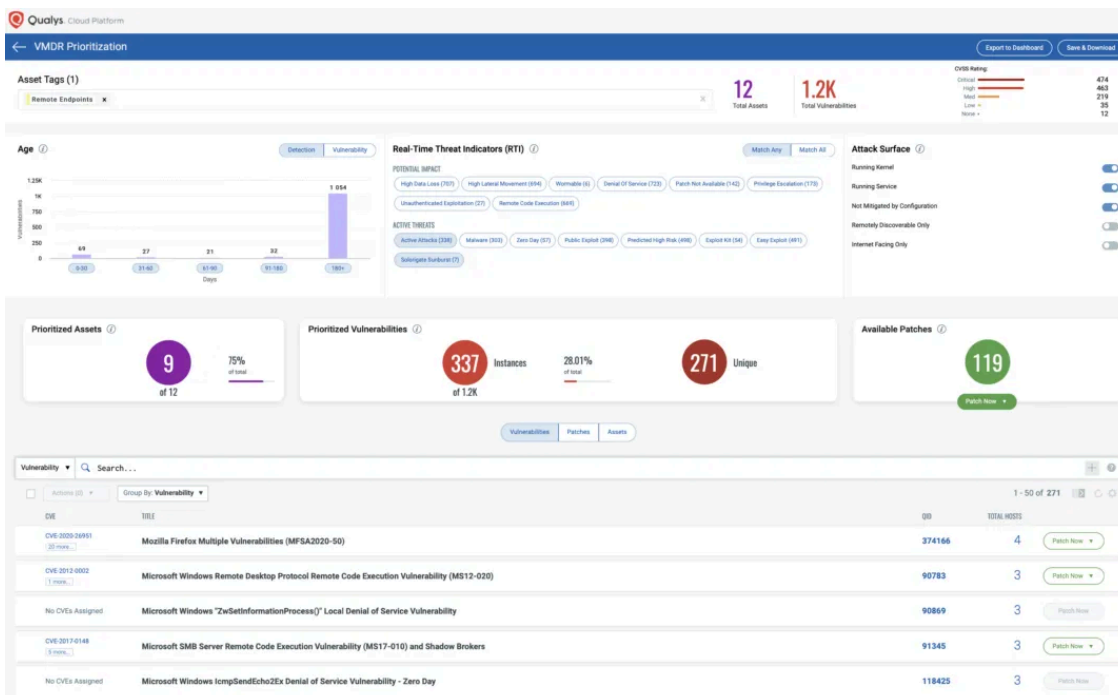 Qualys. Cloud Platform
VMDR Prioritization
Export to Dashboard
Save & Download
Asset Tags (1)
Remote Endpoints x
x
12
Total Assets
1.2K
Total Vulnerabilities
CVSS Rating:
Critical 474
High 463
Med 219
Low 35
None 12
Age
Detection Vulnerability
Vulnerabilities
1.25K
1K
750
500
250
0
69
27
21
32
1 054
0-30
31-60
61-90
91-180
180+
Days
Real-Time Threat Indicators (RTI)
Match Any Match All
POTENTIAL IMPACT
High Data Loss (707) High Lateral Movement (694) Wormable (6) Denial Of Service (723) Patch Not Available (142) Privilege Escalation (173)
Unauthenticated Exploitation (27) Remote Code Execution (669)
ACTIVE THREATS
Active Attacks (338) Malware (303) Zero Day (57) Public Exploit (298) Predicted High Risk (498) Exploit Kit (54) Easy Exploit (491)
Solorigate Sunburst (7)
Attack Surface
Running Kernel
Running Service
Not Mitigated by Configuration
Remotely Discoverable Only
Internet Facing Only
Prioritized Assets
9
of 12
75%
of total
Prioritized Vulnerabilities
337 Instances
of 1.2K
28.01%
of total
271 Unique
Available Patches
119
Patch Now
Vulnerabilities Patches Assets
Vulnerability Search...
Actions (0) Group By: Vulnerability 1 - 50 of 271
CVE TITLE QID TOTAL HOSTS
CVE-2020-26951
20 more...
Mozilla Firefox Multiple Vulnerabilities (MFSA2020-50) 374166 4 Patch Now
CVE-2012-0002
1 more...
Microsoft Windows Remote Desktop Protocol Remote Code Execution Vulnerability (MS12-020) 90783 3 Patch Now
No CVEs Assigned Microsoft Windows "ZwSetInformationProcess()" Local Denial of Service Vulnerability 90869 3 Patch Now
CVE-2017-0148
5 more...
Microsoft SMB Server Remote Code Execution Vulnerability (MS17-010) and Shadow Brokers 91345 3 Patch Now
No CVEs Assigned Microsoft Windows IcmpSendEcho2Ex Denial of Service Vulnerability - Zero Day 118425 3 Patch Now